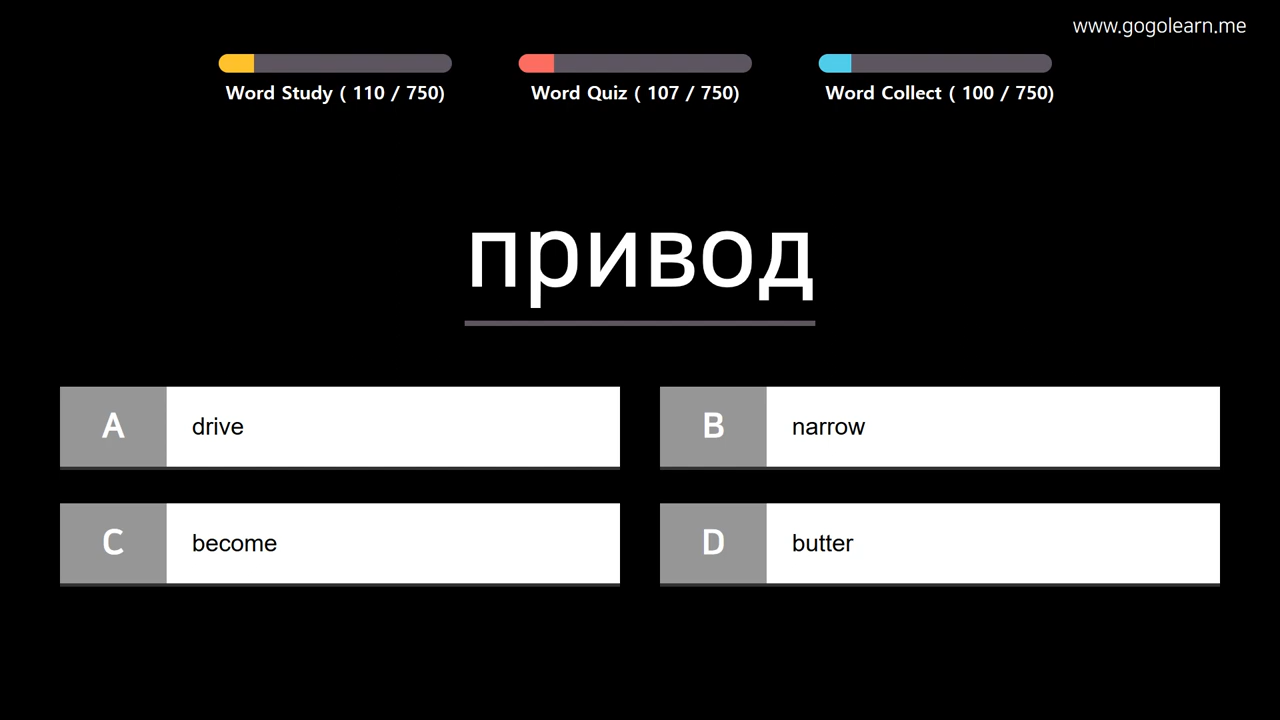 www.gogolearn.me
Word Study ( 110 / 750)
Word Quiz ( 107 / 750)
Word Collect ( 100 / 750)
привод
A drive
B narrow
C become
D butter